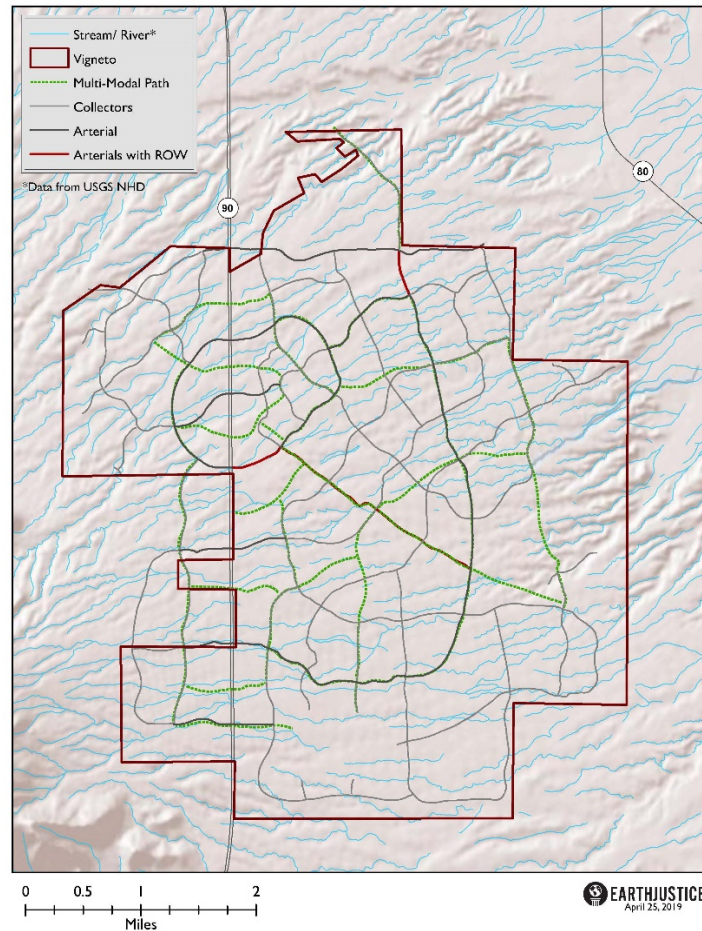 Stream/ River*
Vigneto
Multi-Modal Path
Collectors
Arterial
Arterials with ROW
*Data from USGS NHD
90
80
0 0.5 1 2
Miles
EARTHJUSTICE
April 25, 2019